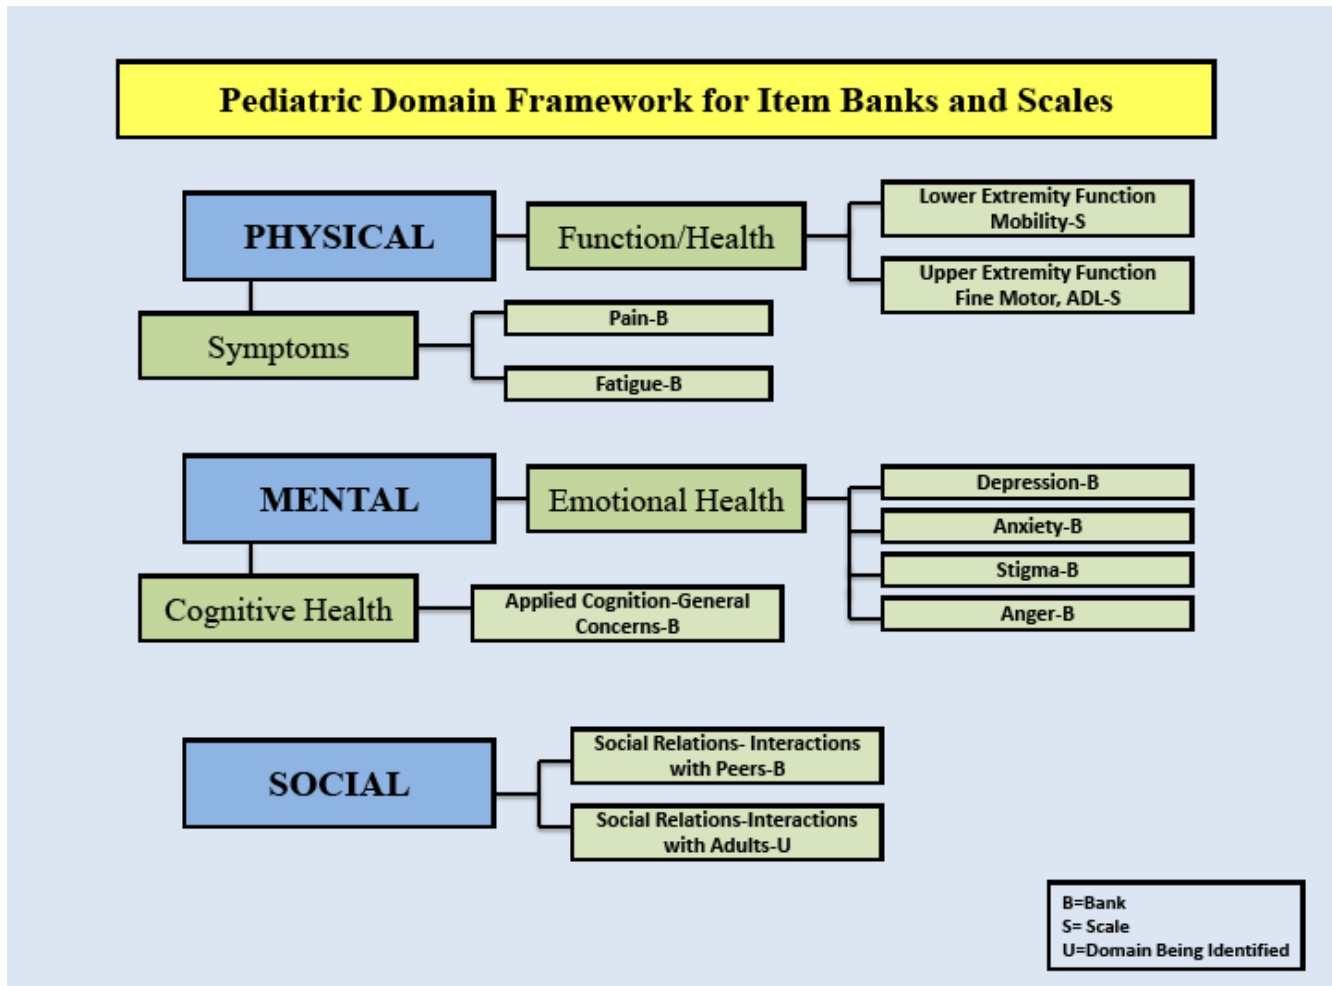 Pediatric Domain Framework for Item Banks and Scales
PHYSICAL
Function/Health
Lower Extremity Function
Mobility-S
Upper Extremity Function
Fine Motor, ADL-S
Symptoms
Pain-B
Fatigue-B
MENTAL
Emotional Health
Depression-B
Anxiety-B
Stigma-B
Anger-B
Cognitive Health
Applied Cognition-General
Concerns-B
SOCIAL
Social Relations- Interactions
with Peers-B
Social Relations-Interactions
with Adults-U
B=Bank
S= Scale
U=Domain Being Identified